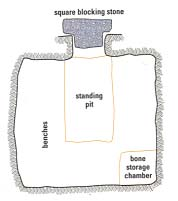 square blocking stone
standing
pit
benches
bone
storage
chamber